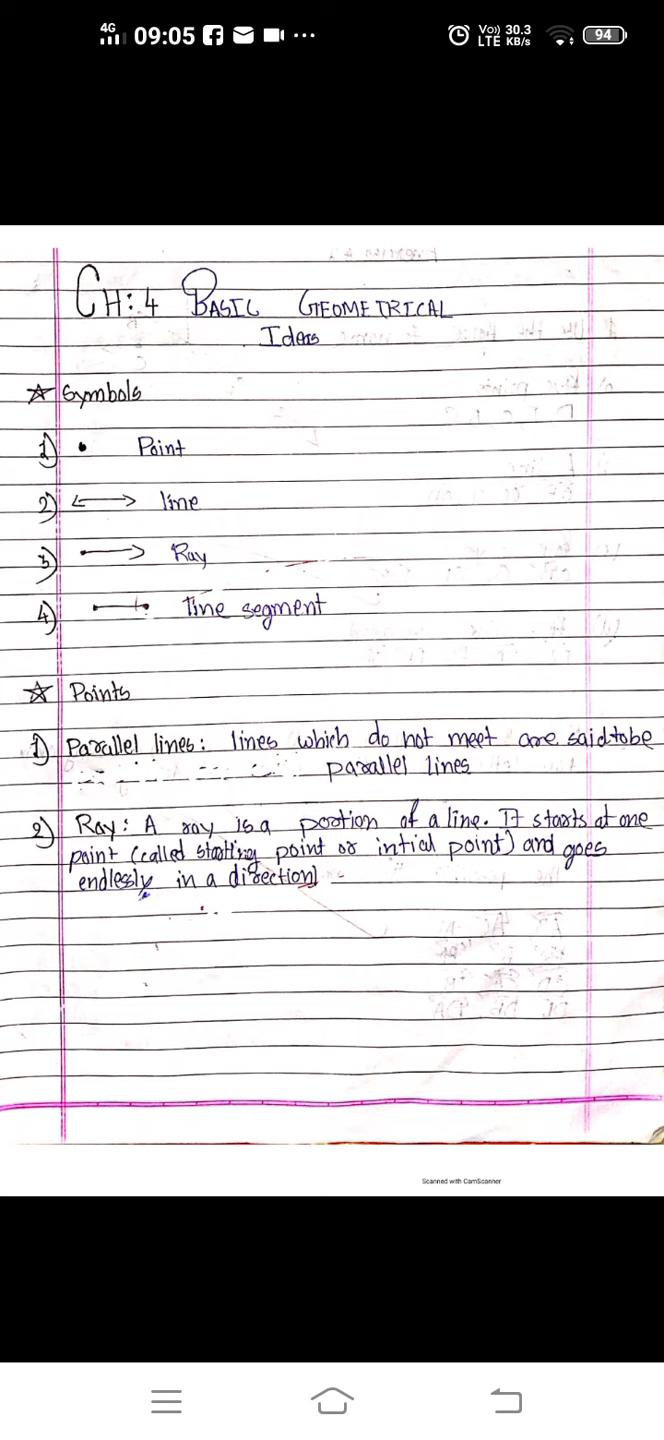 4G 09:05 Vo)) LTE 30.3 KB/s 94
CH: 4 BASIC GEOMETRICAL
Ideas
☆ Symbols
1) • Point
2) ←→ line
3) •→ Ray
4) line segment
☆ Points
1) Parallel lines: lines which do not meet are said to be
parallel lines
2) Ray: A ray is a portion of a line. It starts at one
point (called starting point or intial point) and goes
endlessly in a direction
Scanned with CamScanner